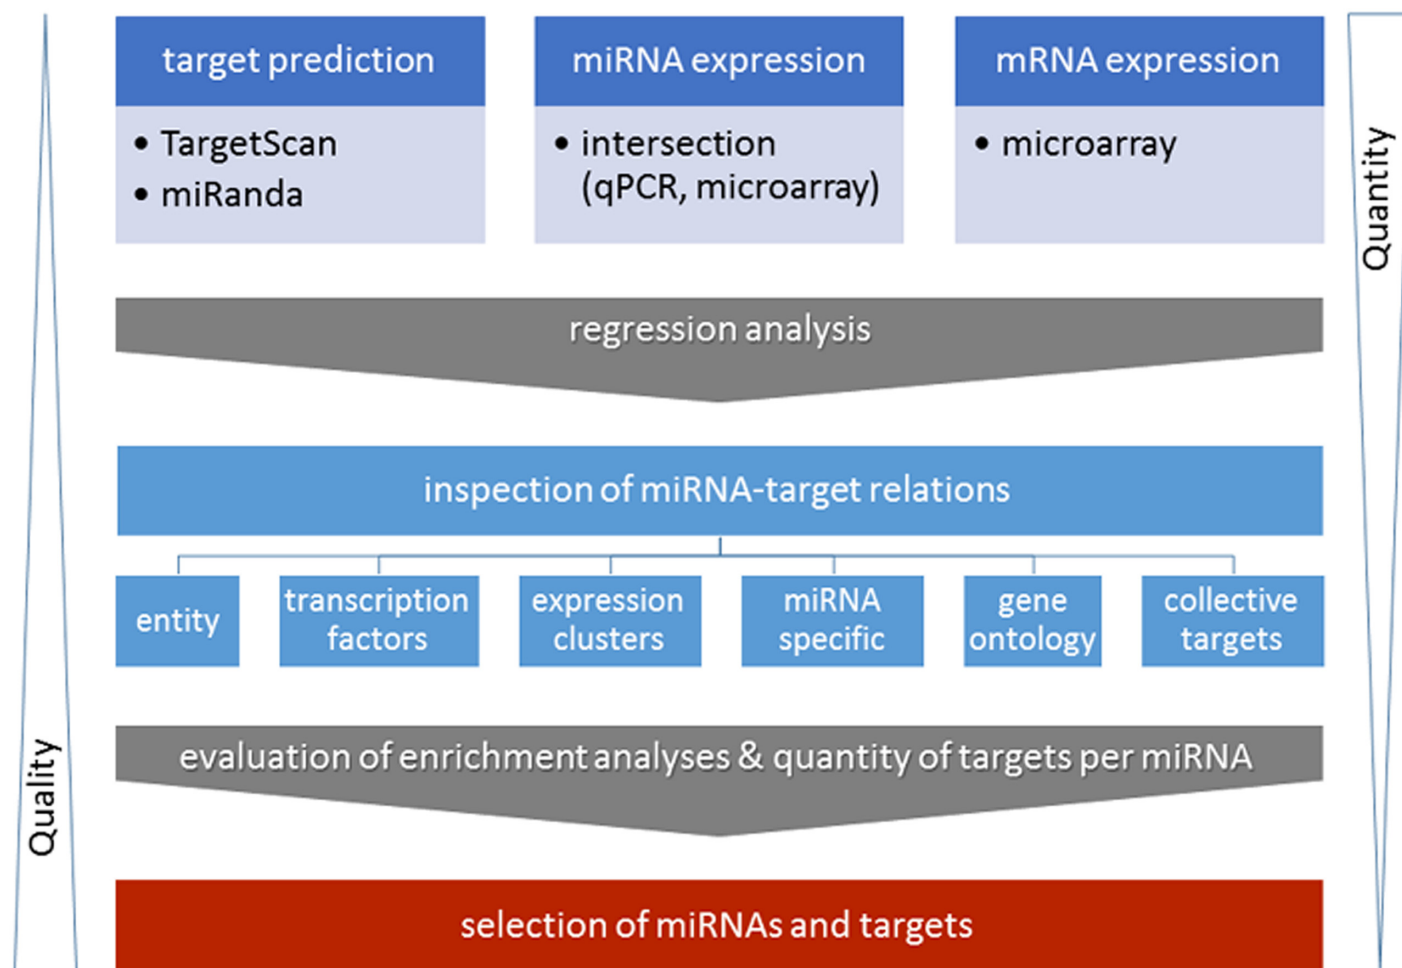 target prediction
• TargetScan
• miRanda
miRNA expression
• intersection
(qPCR, microarray)
mRNA expression
• microarray
Quantity
regression analysis
inspection of miRNA-target relations
entity
transcription
factors
expression
clusters
miRNA
specific
gene
ontology
collective
targets
evaluation of enrichment analyses & quantity of targets per miRNA
Quality
selection of miRNAs and targets